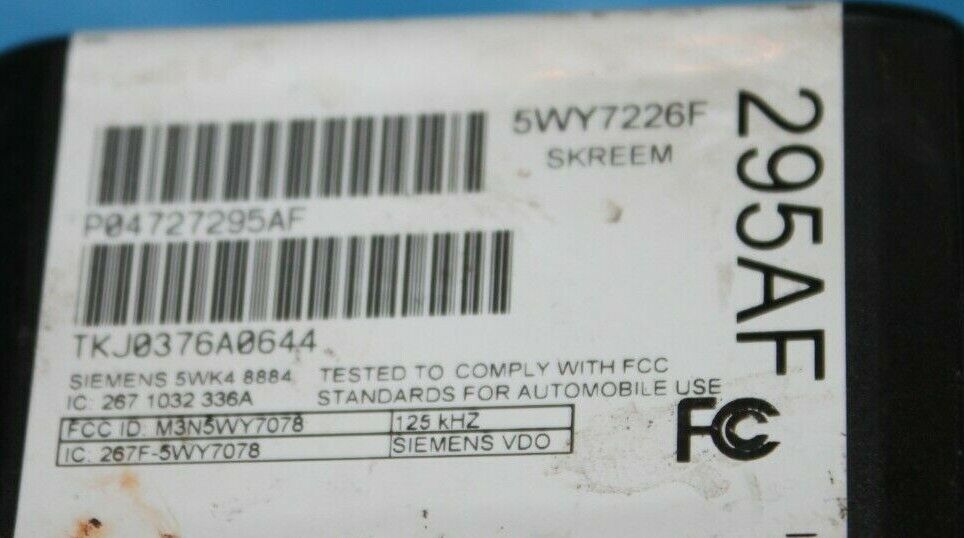 5WY7226F
SKREEM
P04727295AF
TKJ0376A0644
SIEMENS 5WK4 8884
IC: 267 1032 336A
TESTED TO COMPLY WITH FCC
STANDARDS FOR AUTOMOBILE USE
FCC ID: M3N5WY7078 125 kHZ
IC: 267F-5WY7078 SIEMENS VDO
FC
295AF